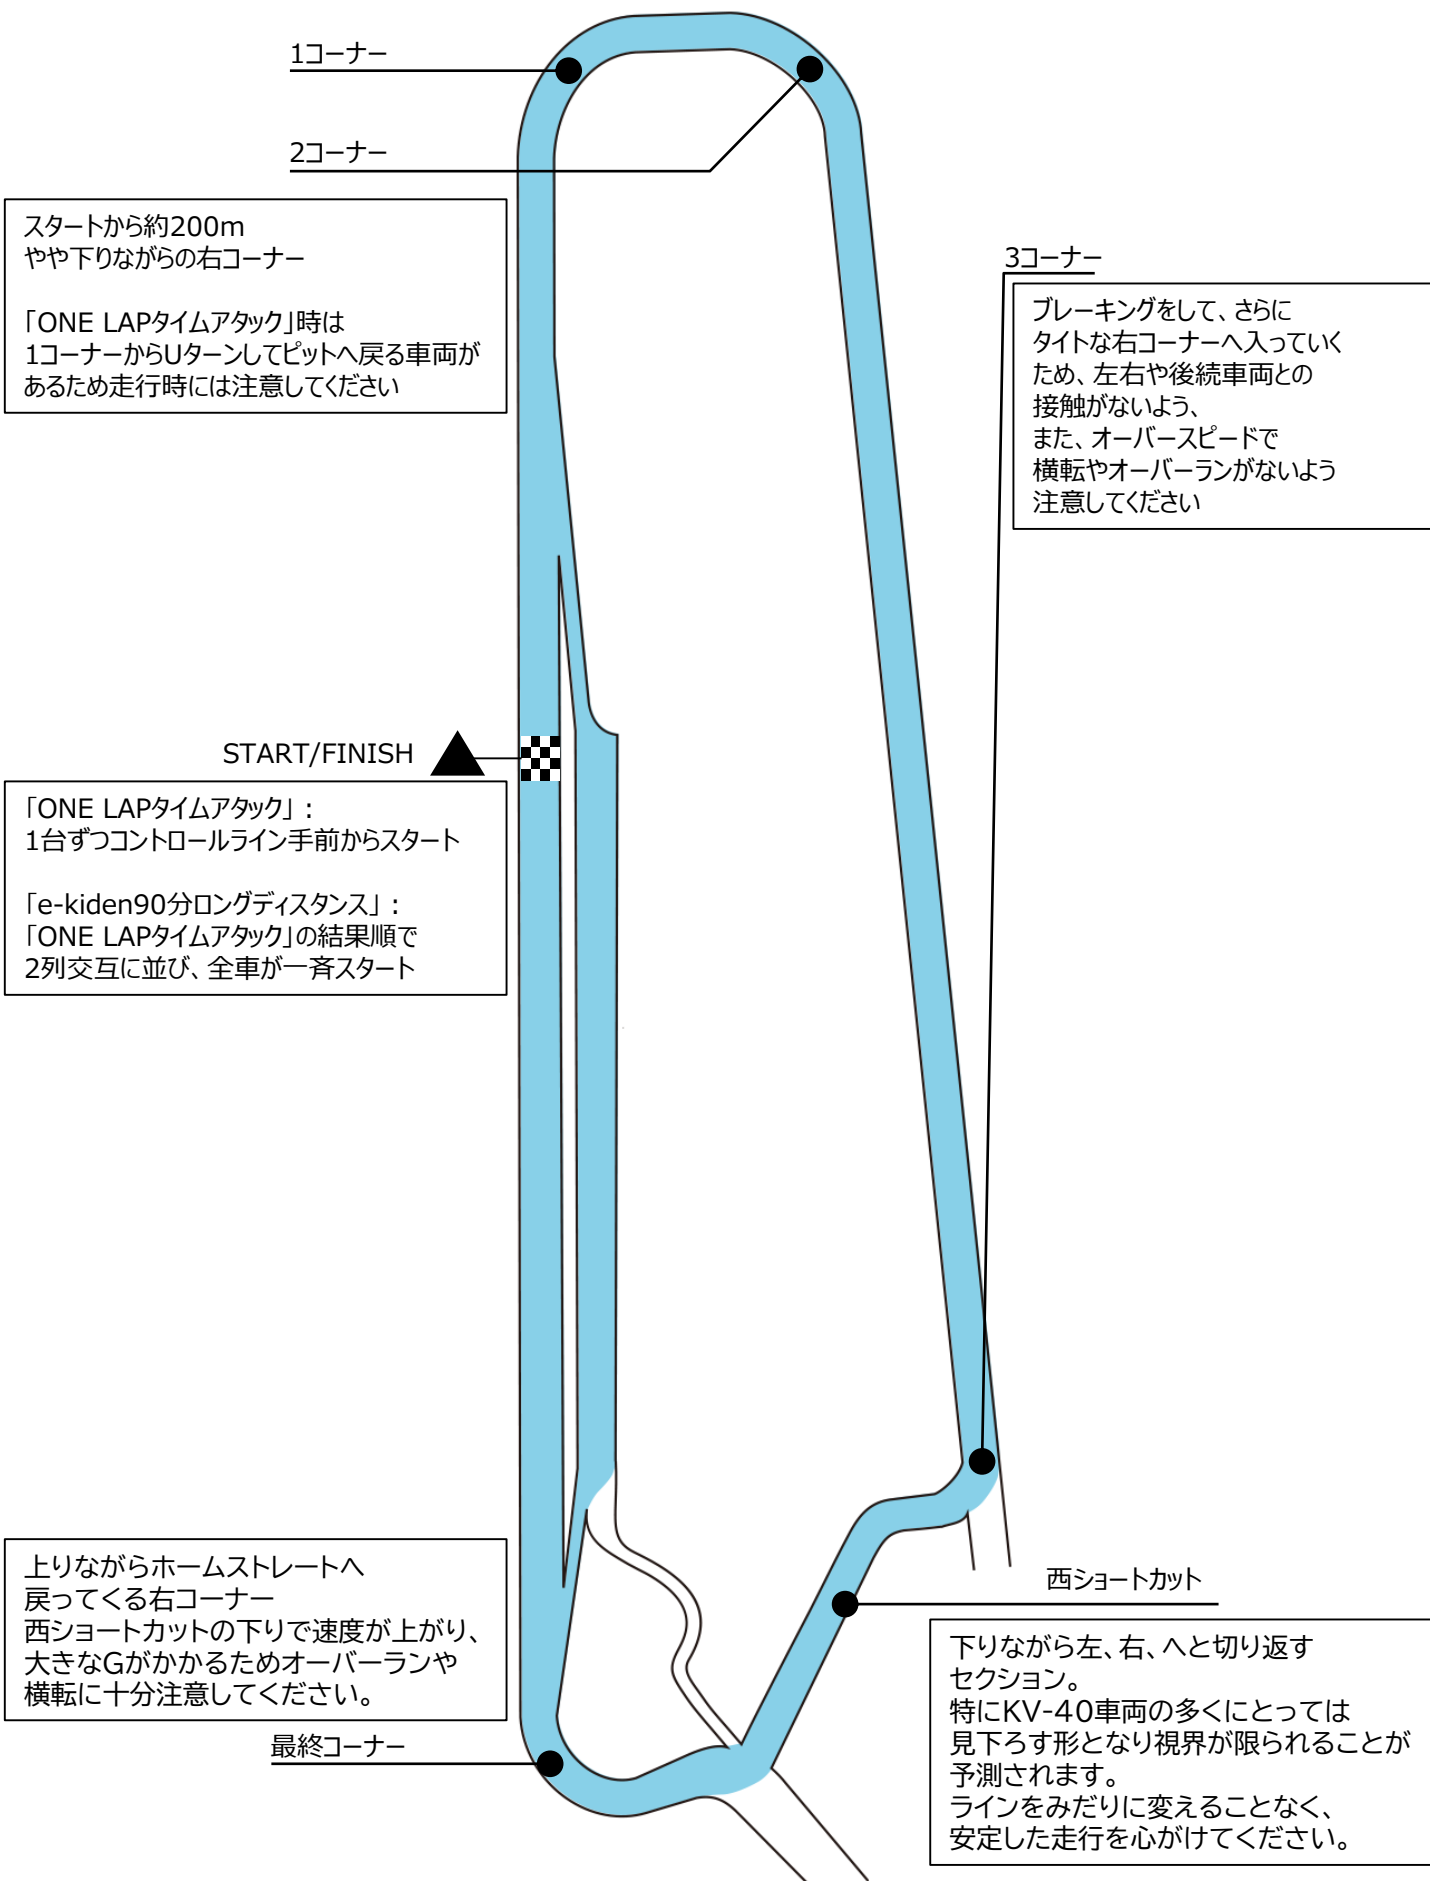 1コーナー
2コーナー
スタートから約200m
やや下りながらの右コーナー
「ONE LAPタイムアタック」時は
1コーナーからUターンしてピットへ戻る車両が
あるため走行時には注意してください
3コーナー
ブレーキングをして、さらに
タイトな右コーナーへ入っていく
ため、左右や後続車両との
接触がないよう、
また、オーバースピードで
横転やオーバーランがないよう
注意してください
START/FINISH
「ONE LAPタイムアタック」：
1台ずつコントロールライン手前からスタート
「e-kiden90分ロングディスタンス」：
「ONE LAPタイムアタック」の結果順で
2列交互に並び、全車が一斉スタート
上りながらホームストレートへ
戻ってくる右コーナー
西ショートカットの下りで速度が上がり、
大きなGがかかるためオーバーランや
横転に十分注意してください。
最終コーナー
西ショートカット
下りながら左、右、へと切り返す
セクション。
特にKV-40車両の多くにとっては
見下ろす形となり視界が限られることが
予測されます。
ラインをみだりに変えることなく、
安定した走行を心がけてください。